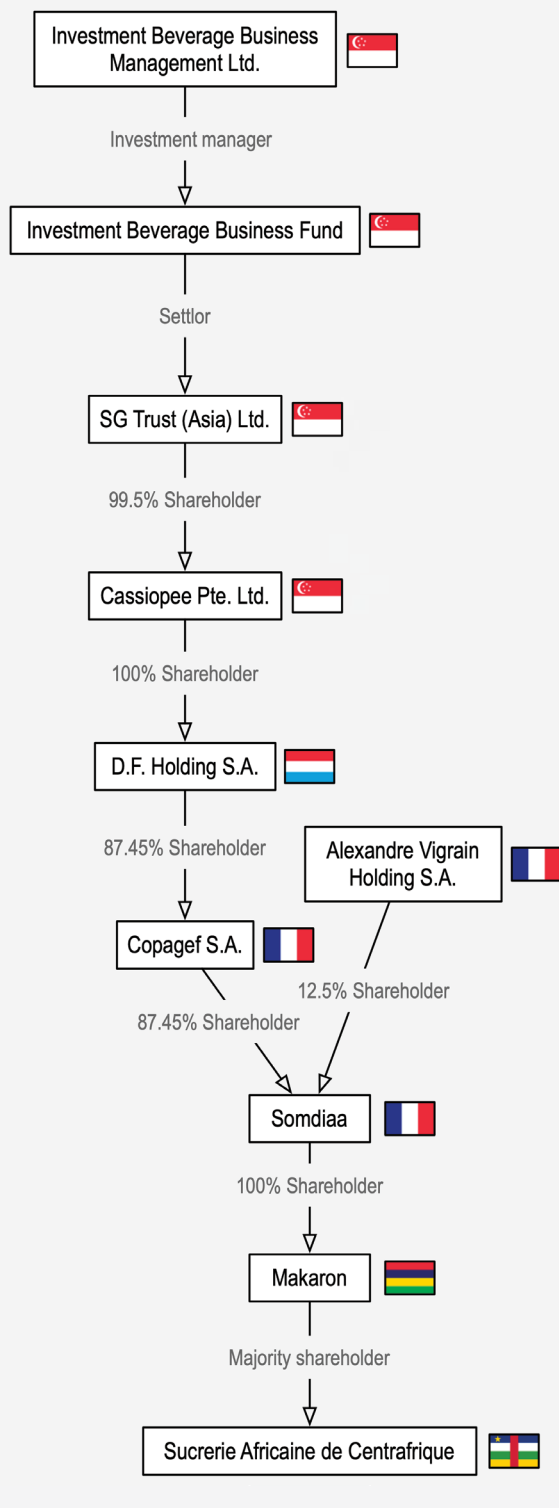 Investment Beverage Business
Management Ltd.
Investment manager
Investment Beverage Business Fund
Settlor
SG Trust (Asia) Ltd.
99.5% Shareholder
Cassiopee Pte. Ltd.
100% Shareholder
D.F. Holding S.A.
87.45% Shareholder
Alexandre Vigrain
Holding S.A.
Copagef S.A.
12.5% Shareholder
87.45% Shareholder
Somdiaa
100% Shareholder
Makaron
Majority shareholder
Sucrerie Africaine de Centrafrique